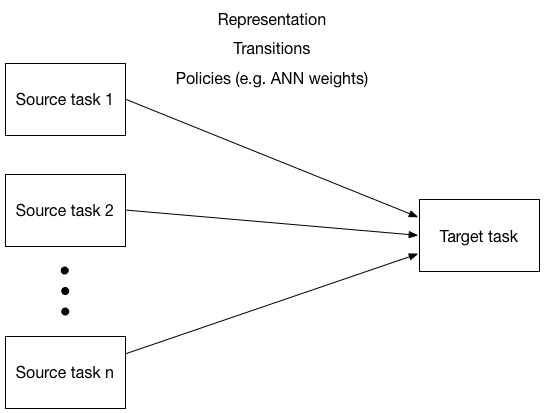 Representation
Transitions
Policies (e.g. ANN weights)
Source task 1
Source task 2
Target task
Source task n